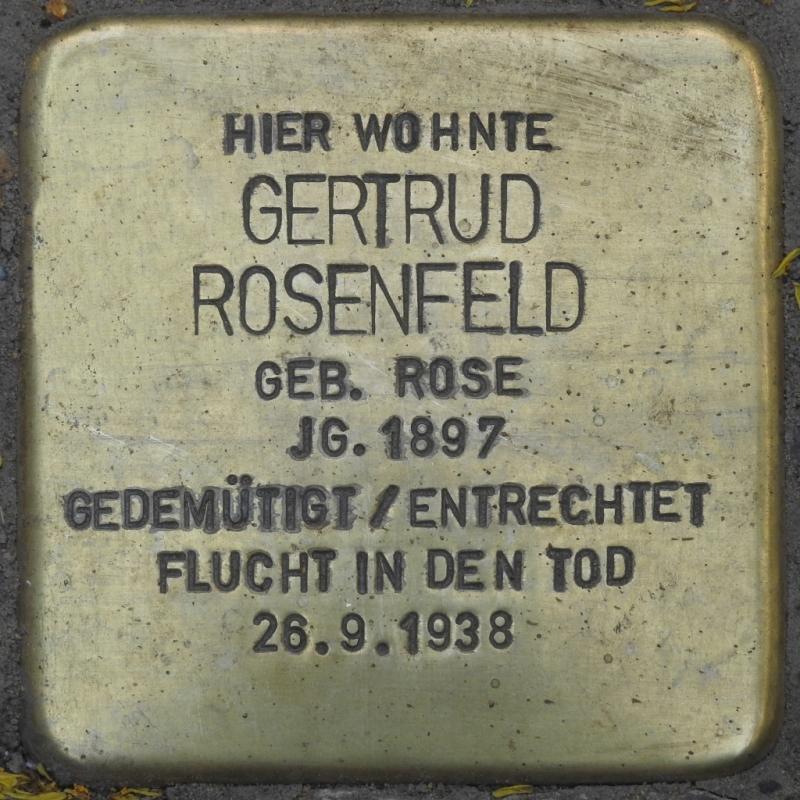 HIER WOHNTE
GERTRUD
ROSENFELD
GEB. ROSE
JG. 1897
GEDEMÜTIGT / ENTRECHTET
FLUCHT IN DEN TOD
26.9.1938